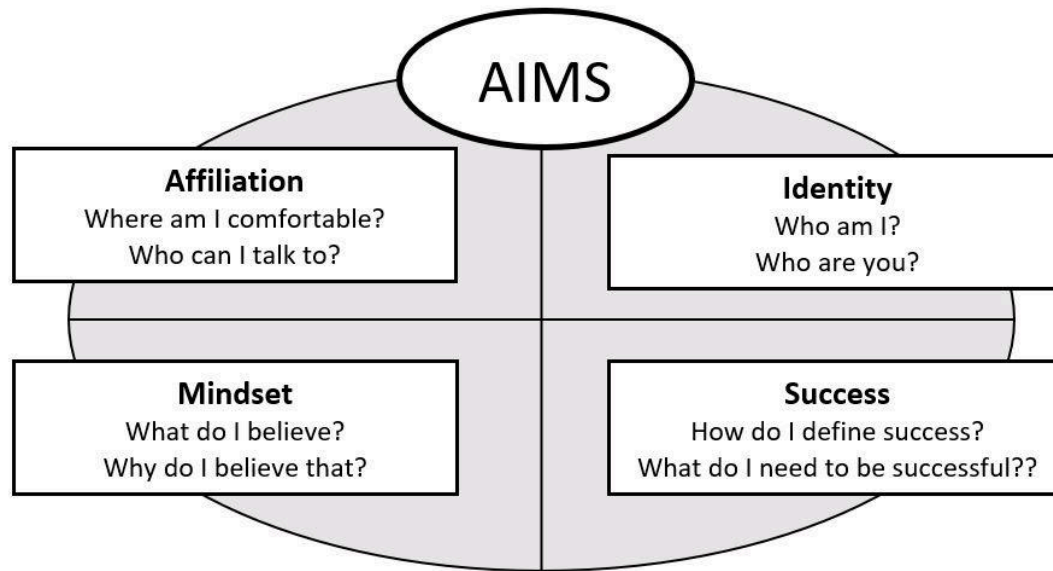 AIMS
Affiliation
Where am I comfortable?
Who can I talk to?
Identity
Who am I?
Who are you?
Mindset
What do I believe?
Why do I believe that?
Success
How do I define success?
What do I need to be successful??